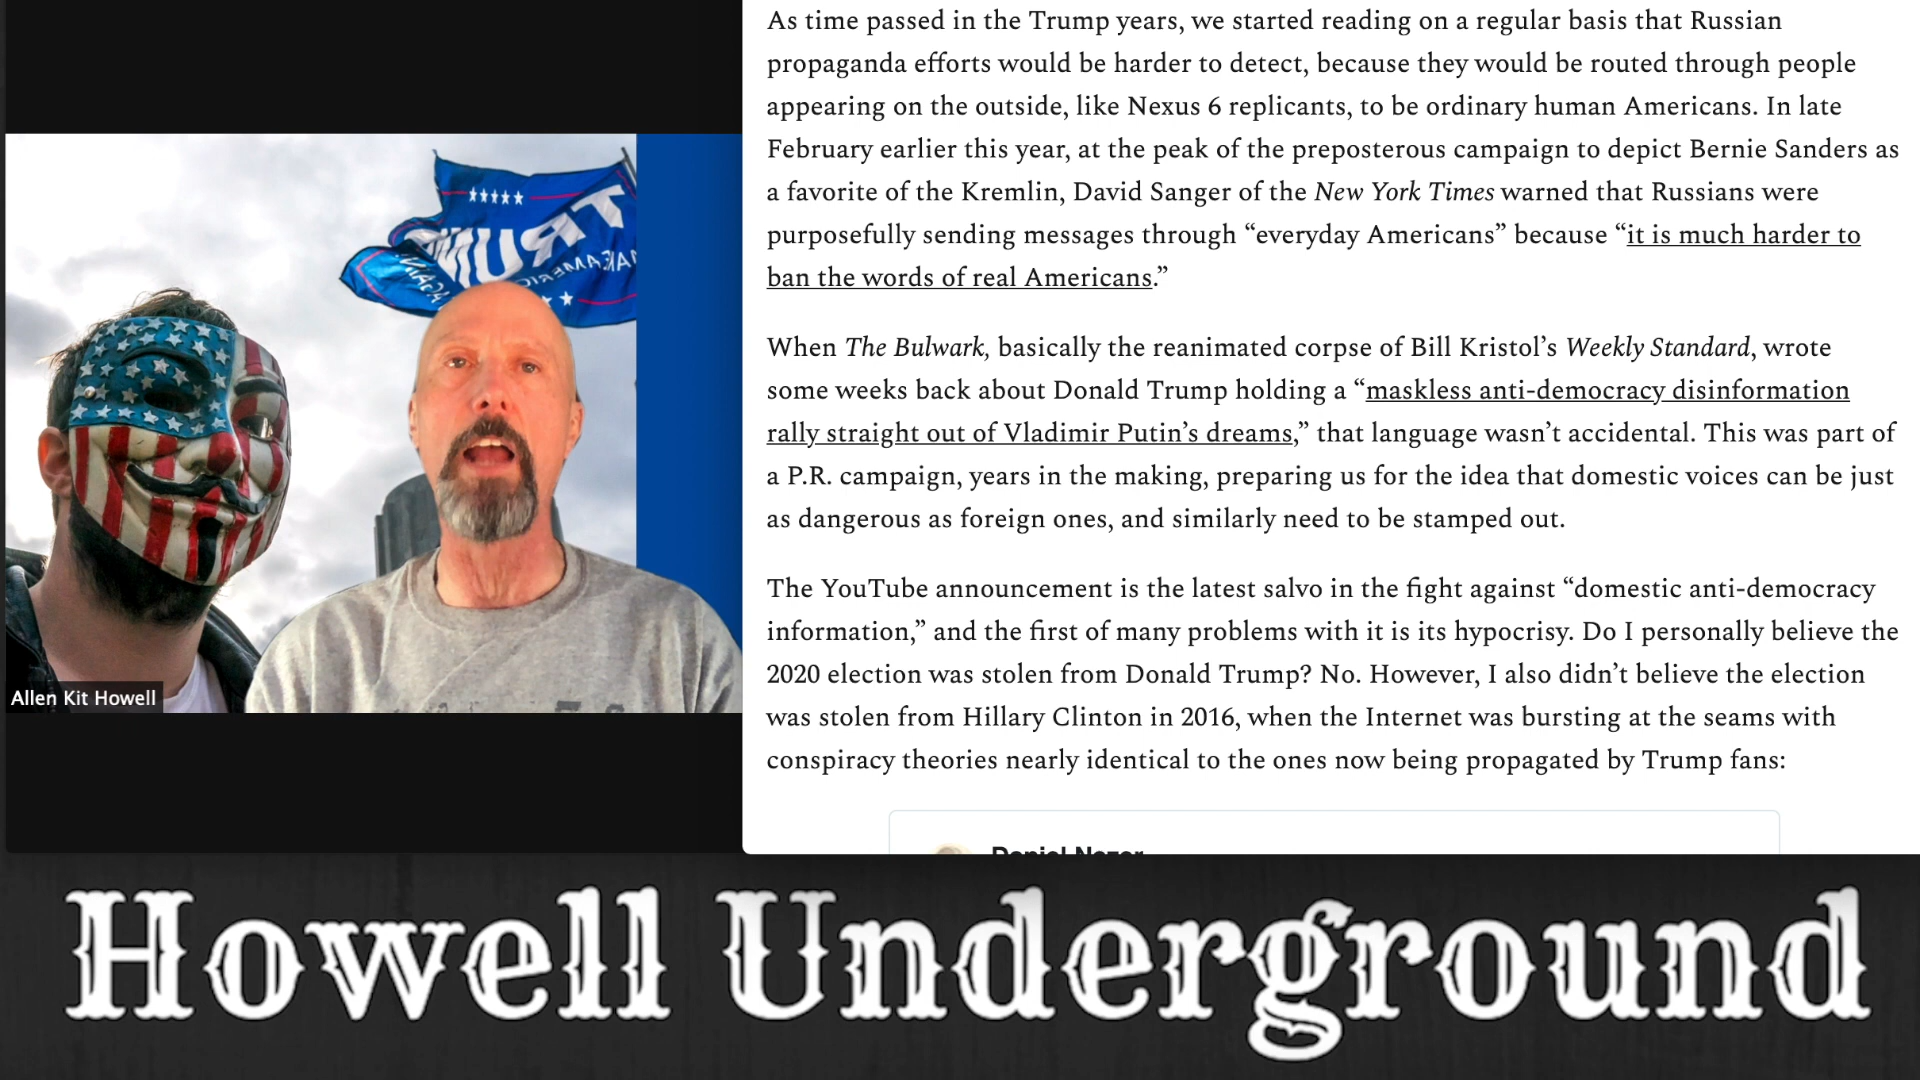 As time passed in the Trump years, we started reading on a regular basis that Russian
propaganda efforts would be harder to detect, because they would be routed through people
appearing on the outside, like Nexus 6 replicants, to be ordinary human Americans. In late
February earlier this year, at the peak of the preposterous campaign to depict Bernie Sanders as
a favorite of the Kremlin, David Sanger of the New York Times warned that Russians were
purposefully sending messages through “everyday Americans” because “it is much harder to
ban the words of real Americans.”
When The Bulwark, basically the reanimated corpse of Bill Kristol’s Weekly Standard, wrote
some weeks back about Donald Trump holding a “maskless anti-democracy disinformation
rally straight out of Vladimir Putin’s dreams,” that language wasn’t accidental. This was part of
a P.R. campaign, years in the making, preparing us for the idea that domestic voices can be just
as dangerous as foreign ones, and similarly need to be stamped out.
The YouTube announcement is the latest salvo in the fight against “domestic anti-democracy
information,” and the first of many problems with it is its hypocrisy. Do I personally believe the
2020 election was stolen from Donald Trump? No. However, I also didn’t believe the election
was stolen from Hillary Clinton in 2016, when the Internet was bursting at the seams with
conspiracy theories nearly identical to the ones now being propagated by Trump fans:
TRUMP
Allen Kit Howell
Howell Underground